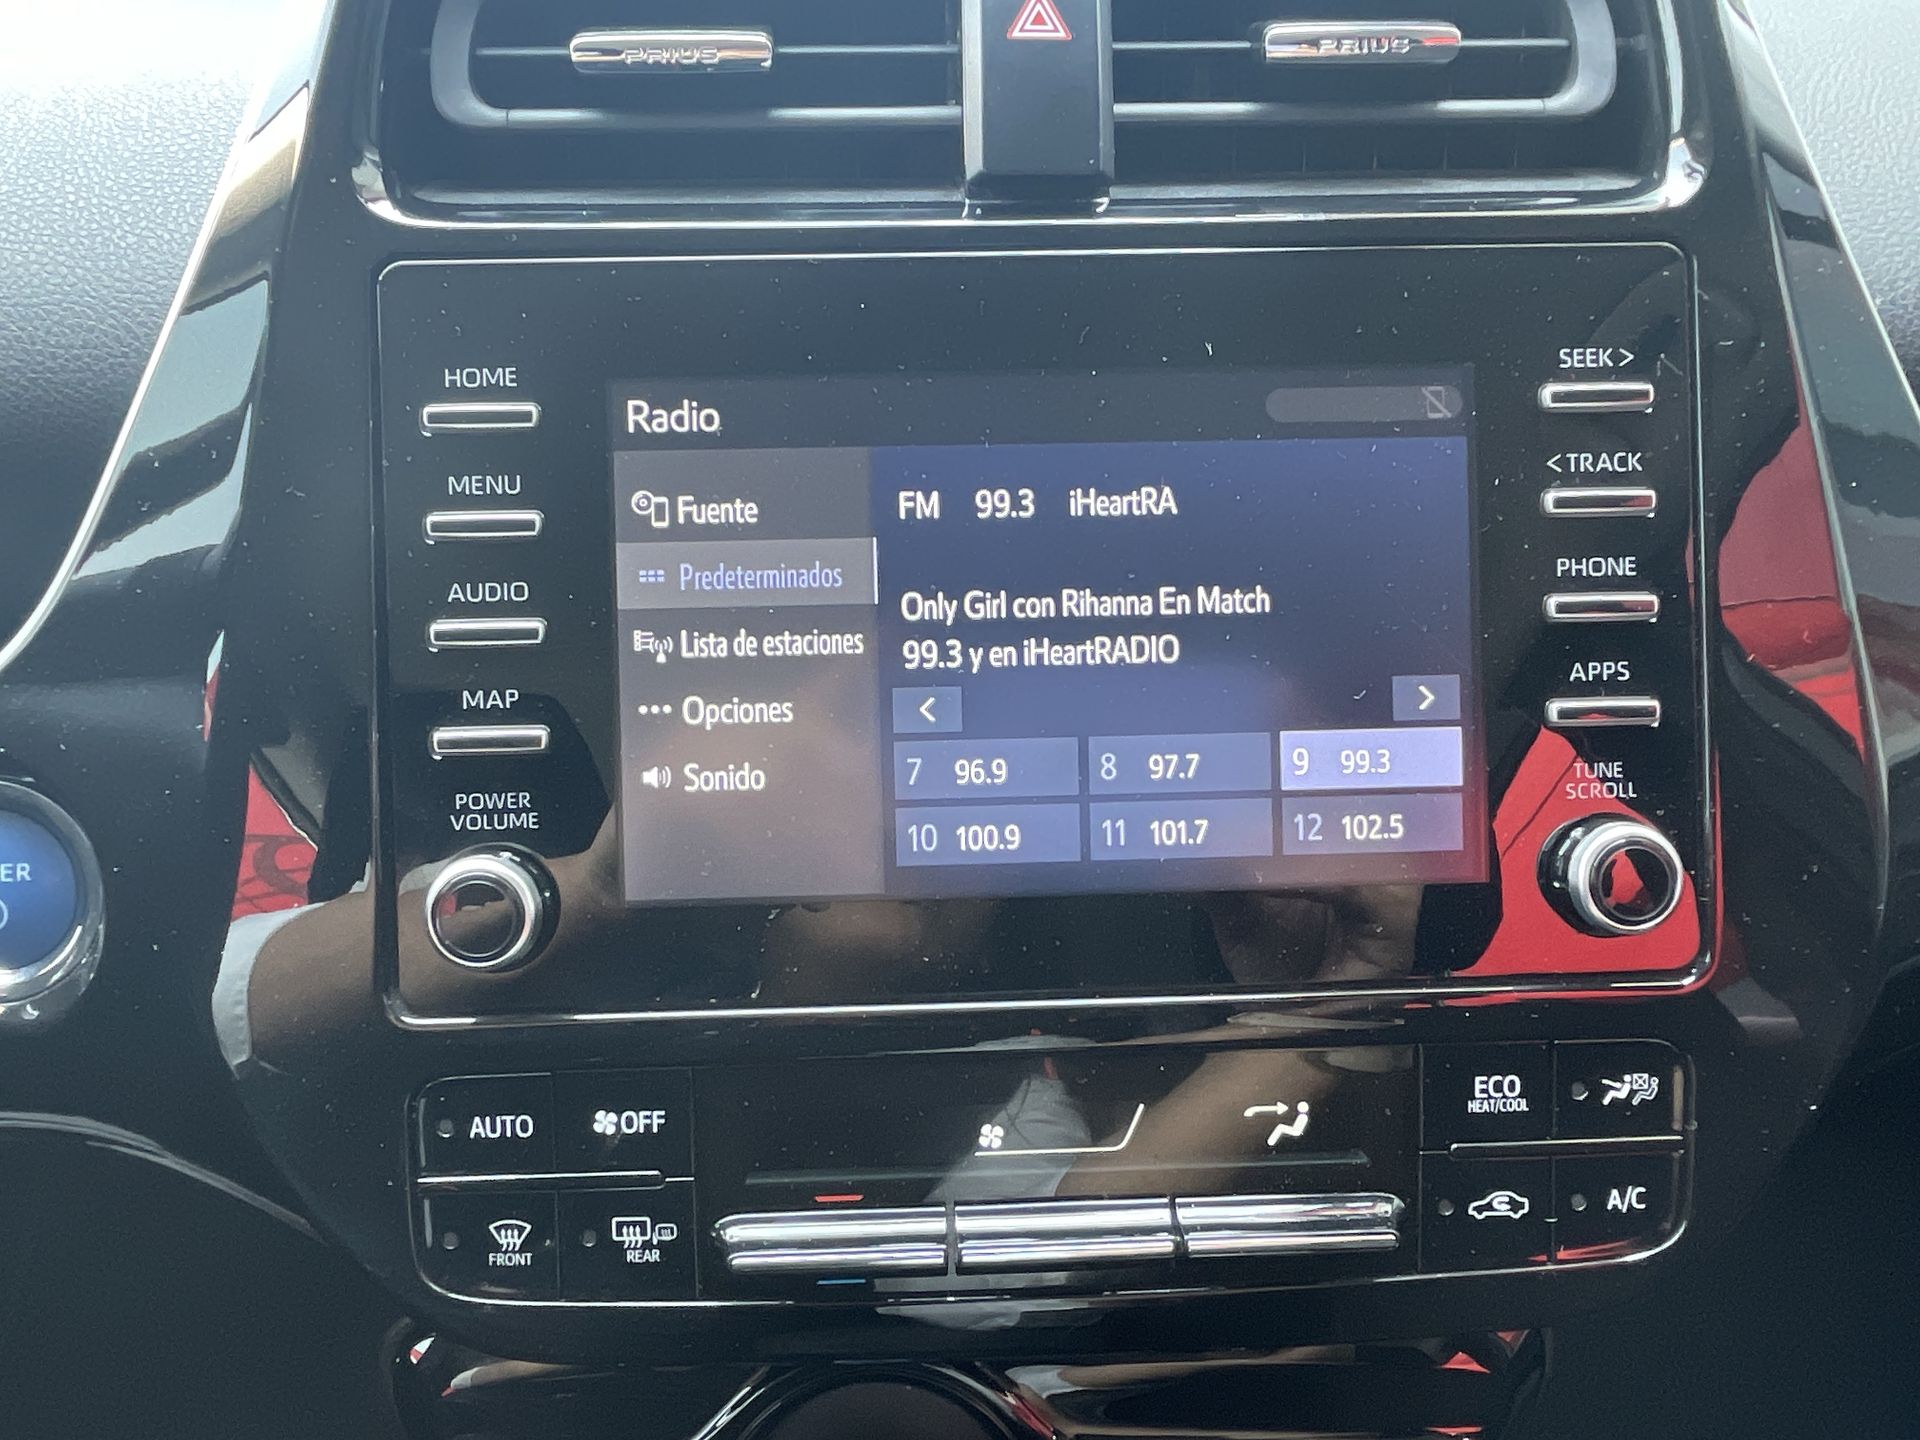 PRIUS
PRIUS
HOME
MENU
AUDIO
MAP
POWER
VOLUME
Radio
Fuente
Predeterminados
Lista de estaciones
Opciones
Sonido
FM 99.3 iHeartRA
Only Girl con Rihanna En Match
99.3 y en iHeartRADIO
<
>
7 96.9
8 97.7
9 99.3
10 100.9
11 101.7
12 102.5
SEEK >
< TRACK
PHONE
APPS
TUNE
SCROLL
ER
AUTO
OFF
FRONT
REAR
ECO
HEAT/COOL
A/C